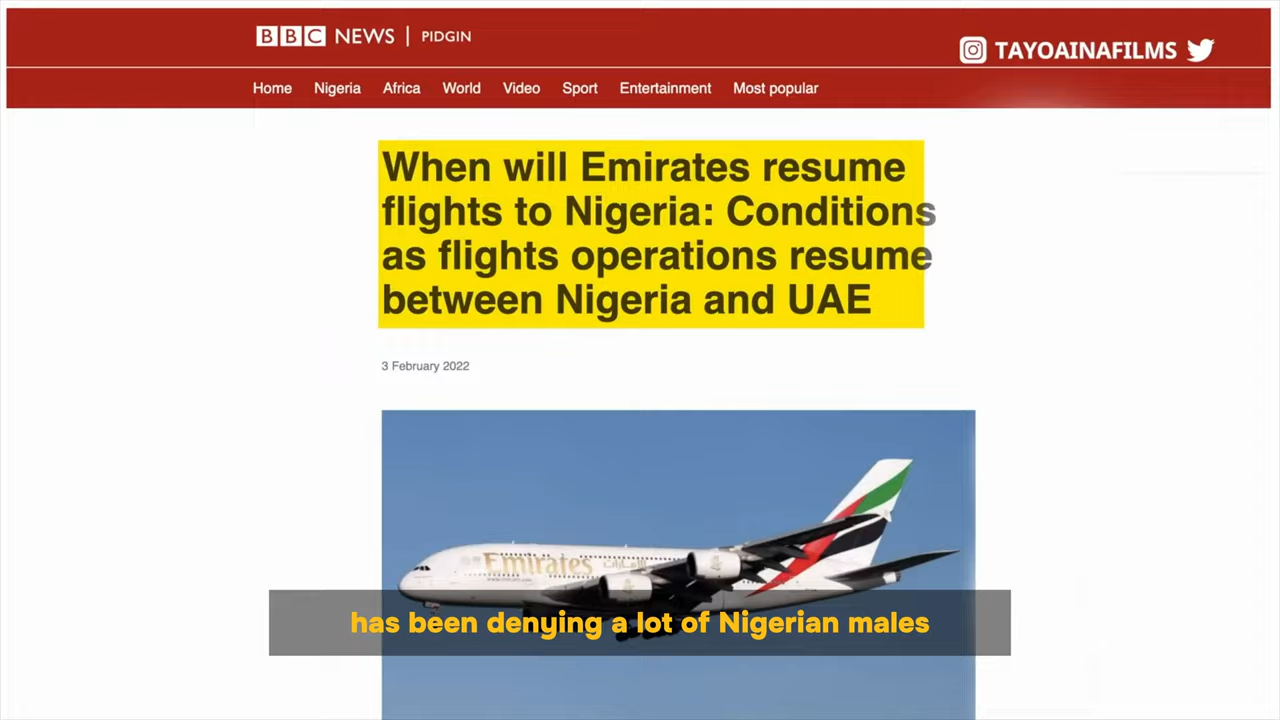 BBC NEWS | PIDGIN
TAYOAINAFILMS
Home Nigeria Africa World Video Sport Entertainment Most popular
When will Emirates resume
flights to Nigeria: Conditions
as flights operations resume
between Nigeria and UAE
3 February 2022
Emirates
has been denying a lot of Nigerian males